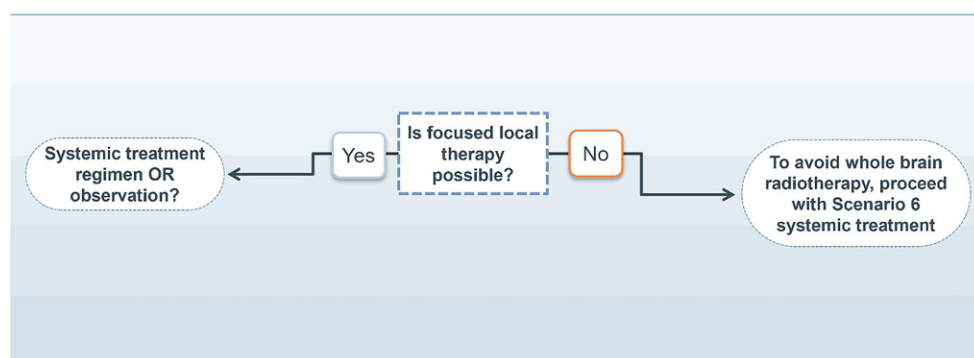 Systemic treatment
regimen OR
observation?
Yes
Is focused local
therapy
possible?
No
To avoid whole brain
radiotherapy, proceed
with Scenario 6
systemic treatment